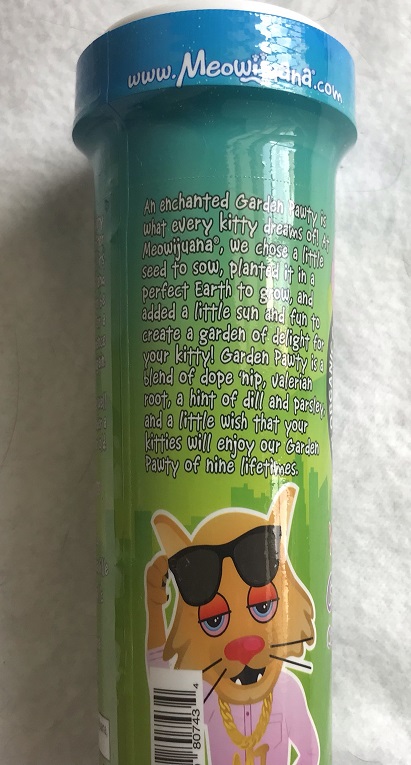 www.Meowijuana.com
An enchanted Garden Pawty is
what every kitty dreams of! At
Meowijuana®, we chose a little
seed to sow, planted it in a
perfect Earth to grow, and
added a little sun and fun to
create a garden of delight for
your kitty! Garden Pawty is a
blend of dope 'nip, valerian
root, a hint of dill and parsley
and a little wish that your
kitties will enjoy our Garden
Pawty of nine lifetimes.
80743
4